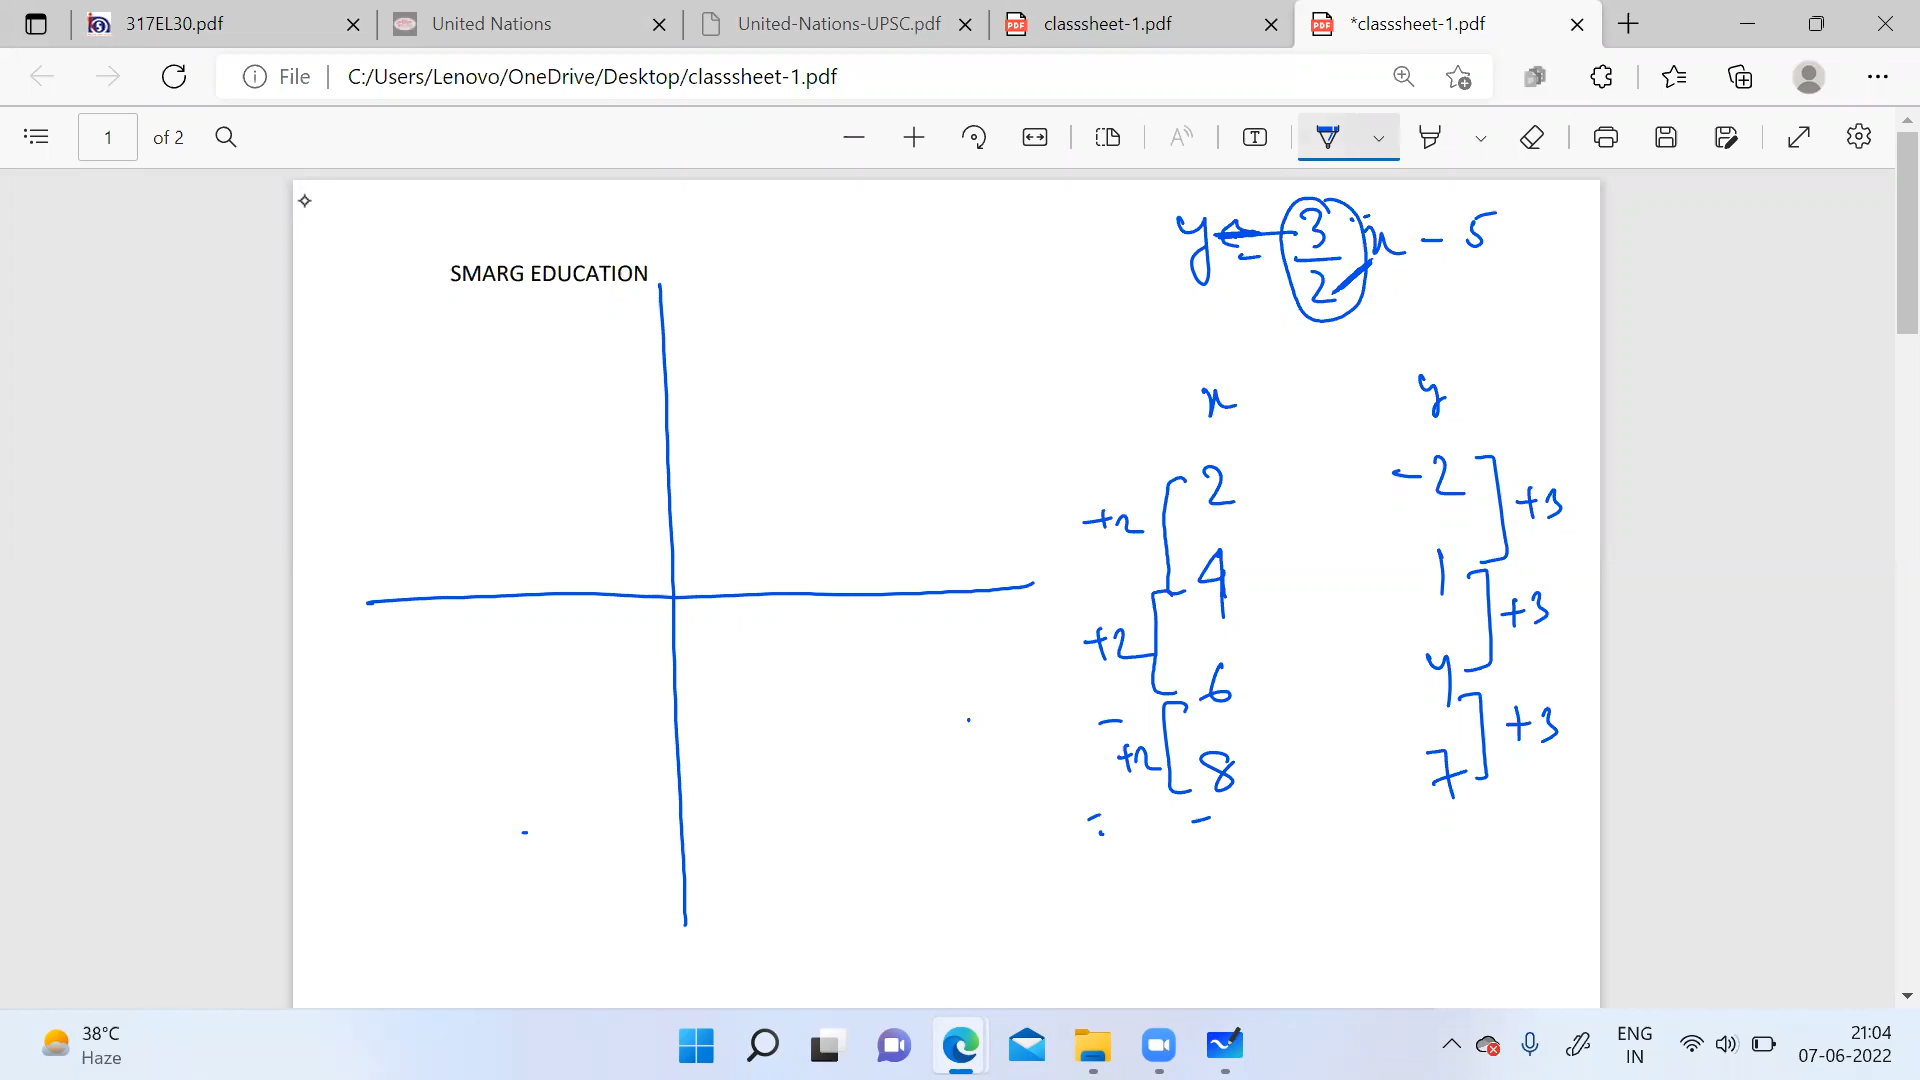 317EL30.pdf
United Nations
United-Nations-UPSC.pdf
classsheet-1.pdf
*classsheet-1.pdf
File
C:/Users/Lenovo/OneDrive/Desktop/classsheet-1.pdf
1 of 2
SMARG EDUCATION
y = 3/2 x - 5
x y
2 -2
+2 +3
4 1
+2 +3
6 4
+2 +3
8 7
38°C
Haze
ENG
IN
21:04
07-06-2022